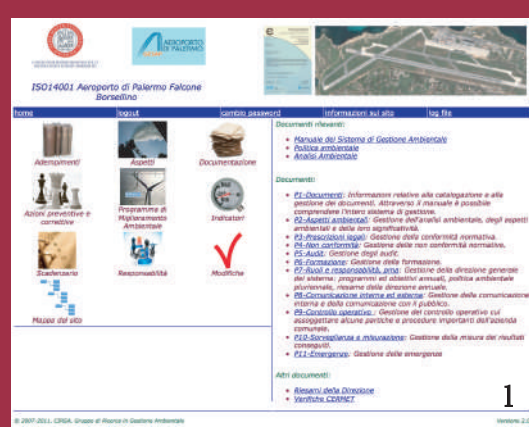 AEROPORTO
DI PALERMO
ISO14001 Aeroporto di Palermo Falcone
Borsellino
home
logout
cambio password
informazioni sul sito
log file
Adempimenti
Aspetti
Documentazione
Azioni preventive e
correttive
Programma di
Miglioramento
Ambientale
Indicatori
Scadenzario
Responsabilità
Modifiche
Mappa del sito
Documenti rilevanti:
Manuale del Sistema di Gestione Ambientale
Politica ambientale
Analisi Ambientale
Documenti:
P1-Documenti: Informazioni relative alla catalogazione e alla
gestione dei documenti. Attraverso il manuale è possibile
comprendere l'intero sistema di gestione.
P2-Aspetti ambientali: Gestione dell'analisi ambientale, degli aspetti
ambientali e della loro significatività.
P3-Prescrizioni legali: Gestione della conformità normativa.
P4-Non conformità: Gestione delle non conformità normative.
P5-Audit: Gestione degli audit.
P6-Formazione: Gestione della formazione.
P7-Ruoli e responsabilità, pma: Gestione della direzione generale
del sistema: programmi ed obiettivi annuali, politica ambientale
pluriennale, riesame della direzione annuale.
P8-Comunicazione interna ed esterna: Gestione della comunicazione
interna e della comunicazione con il pubblico.
P9-Controllo operativo : Gestione del controllo operativo cui
assoggettare alcune partiche e procedure importanti dell'azienda
comunale.
P10-Sorveglianza e misurazione: Gestione della misura dei risultati
conseguiti.
P11-Emergenze: Gestione delle emergenze
Altri documenti:
Riesami della Direzione
Verifiche CERMET
1
© 2007-2011, CIRIAF, Gruppo di Ricerca in Gestione Ambientale